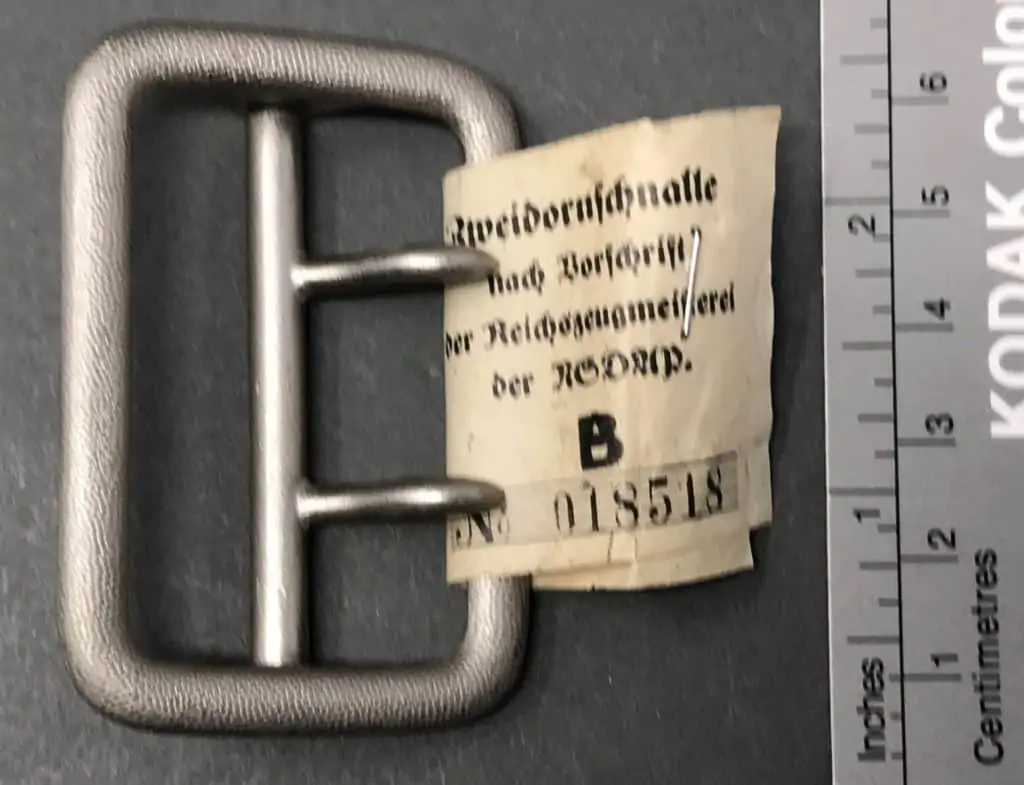 Zweidornschnalle
nach Vorschrift
der Reichszeugmeisterei
der NSDAP.
B
No 018518
KODAK Colo
Inches
1
2
Centimetres
1
2
3
4
5
6